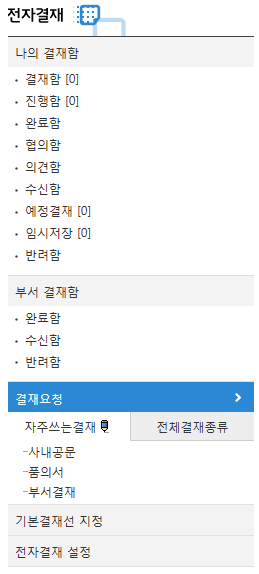 전자결재
나의 결재함
결재함 [0]
진행함 [0]
완료함
협의함
의견함
수신함
예정결재 [0]
임시저장 [0]
반려함
부서 결재함
완료함
수신함
반려함
결재요청
자주쓰는결재 전체결재종류
-사내공문
-품의서
-부서결재
기본결재선 지정
전자결재 설정